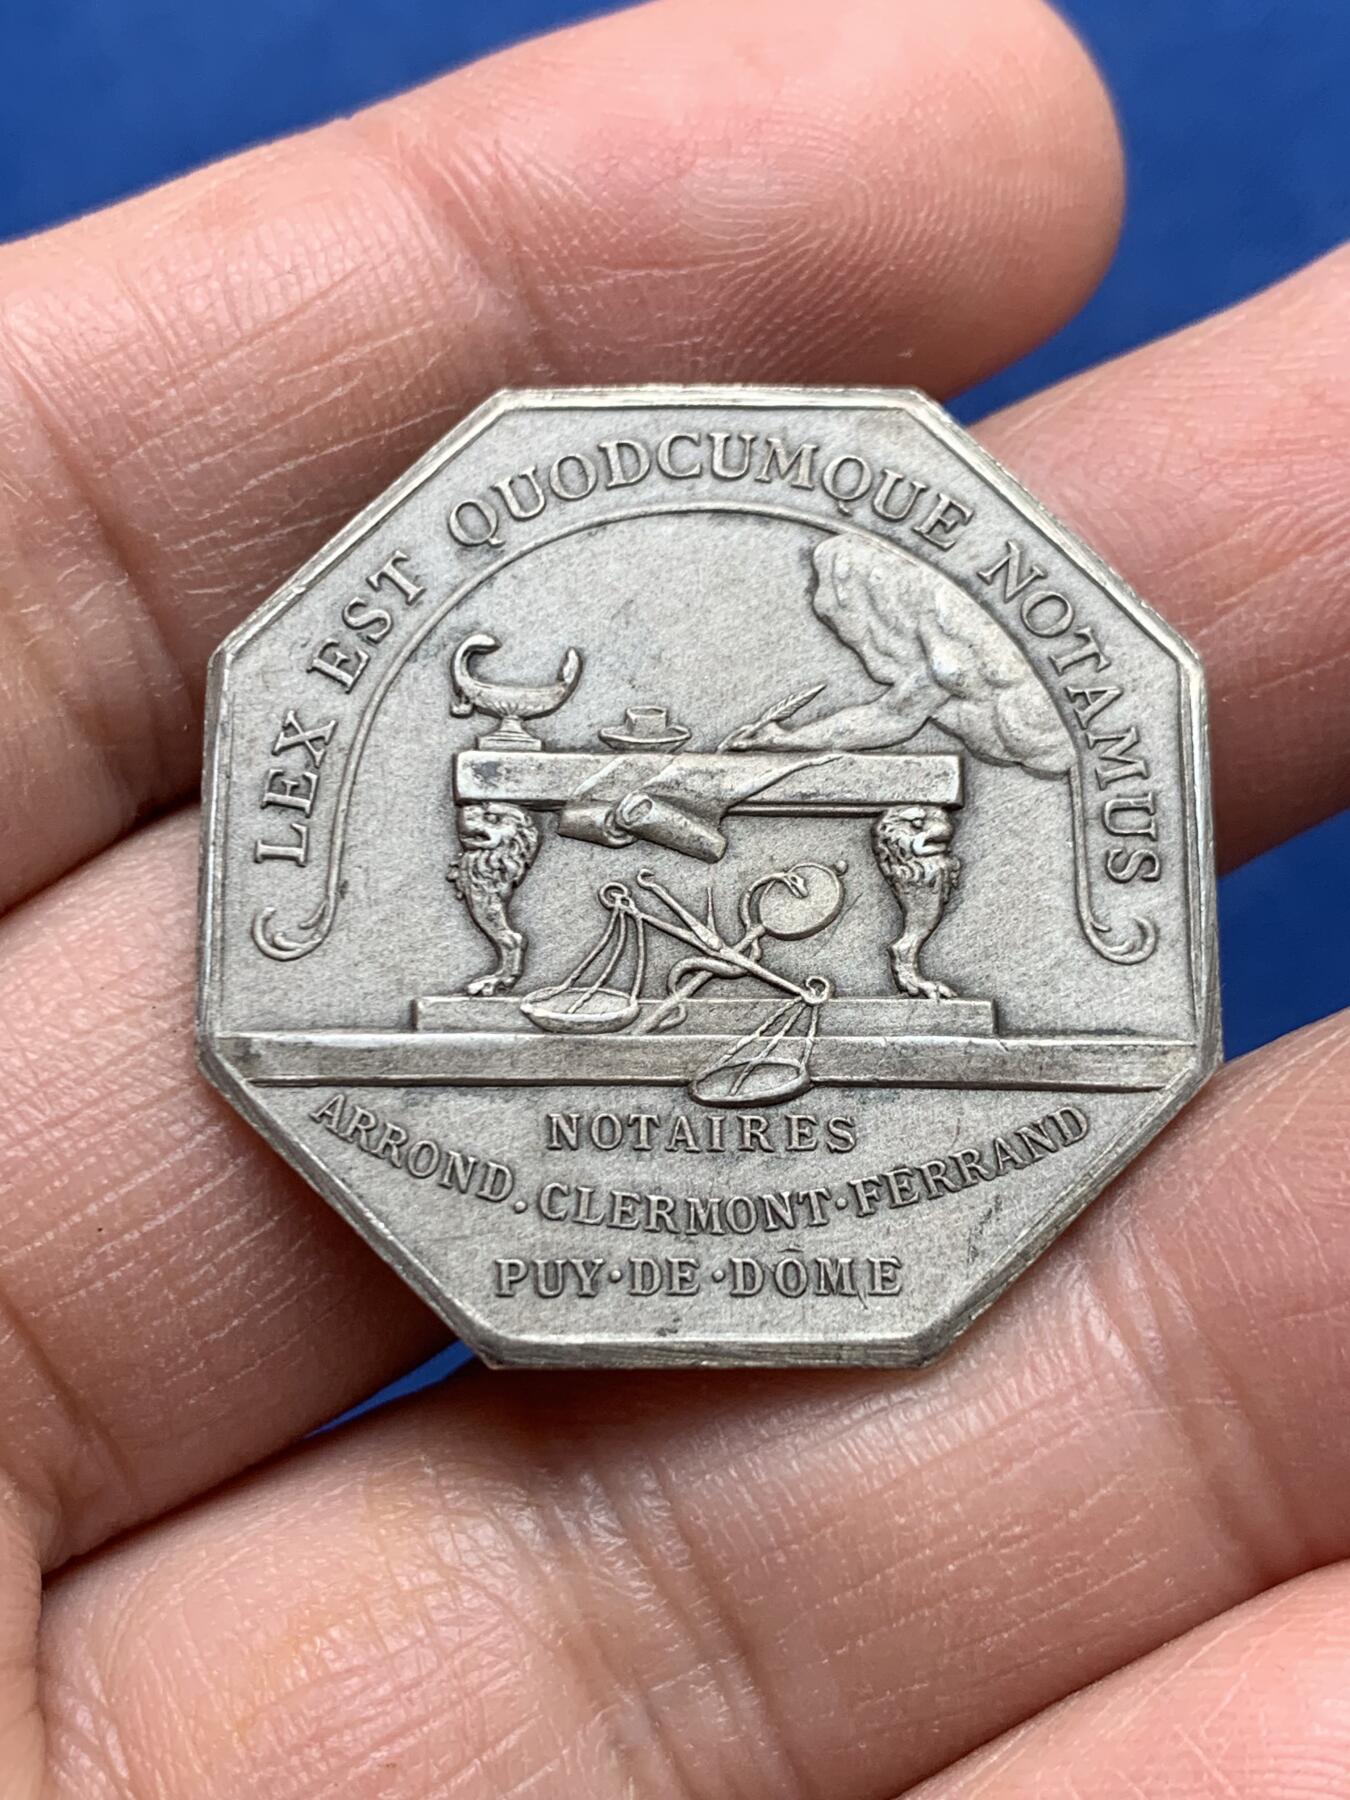 LEX EST QUODCUMQUE NOTAMUS
NOTAIRES
ARROND. CLERMONT·FERRAND
PUY·DE·DÔME